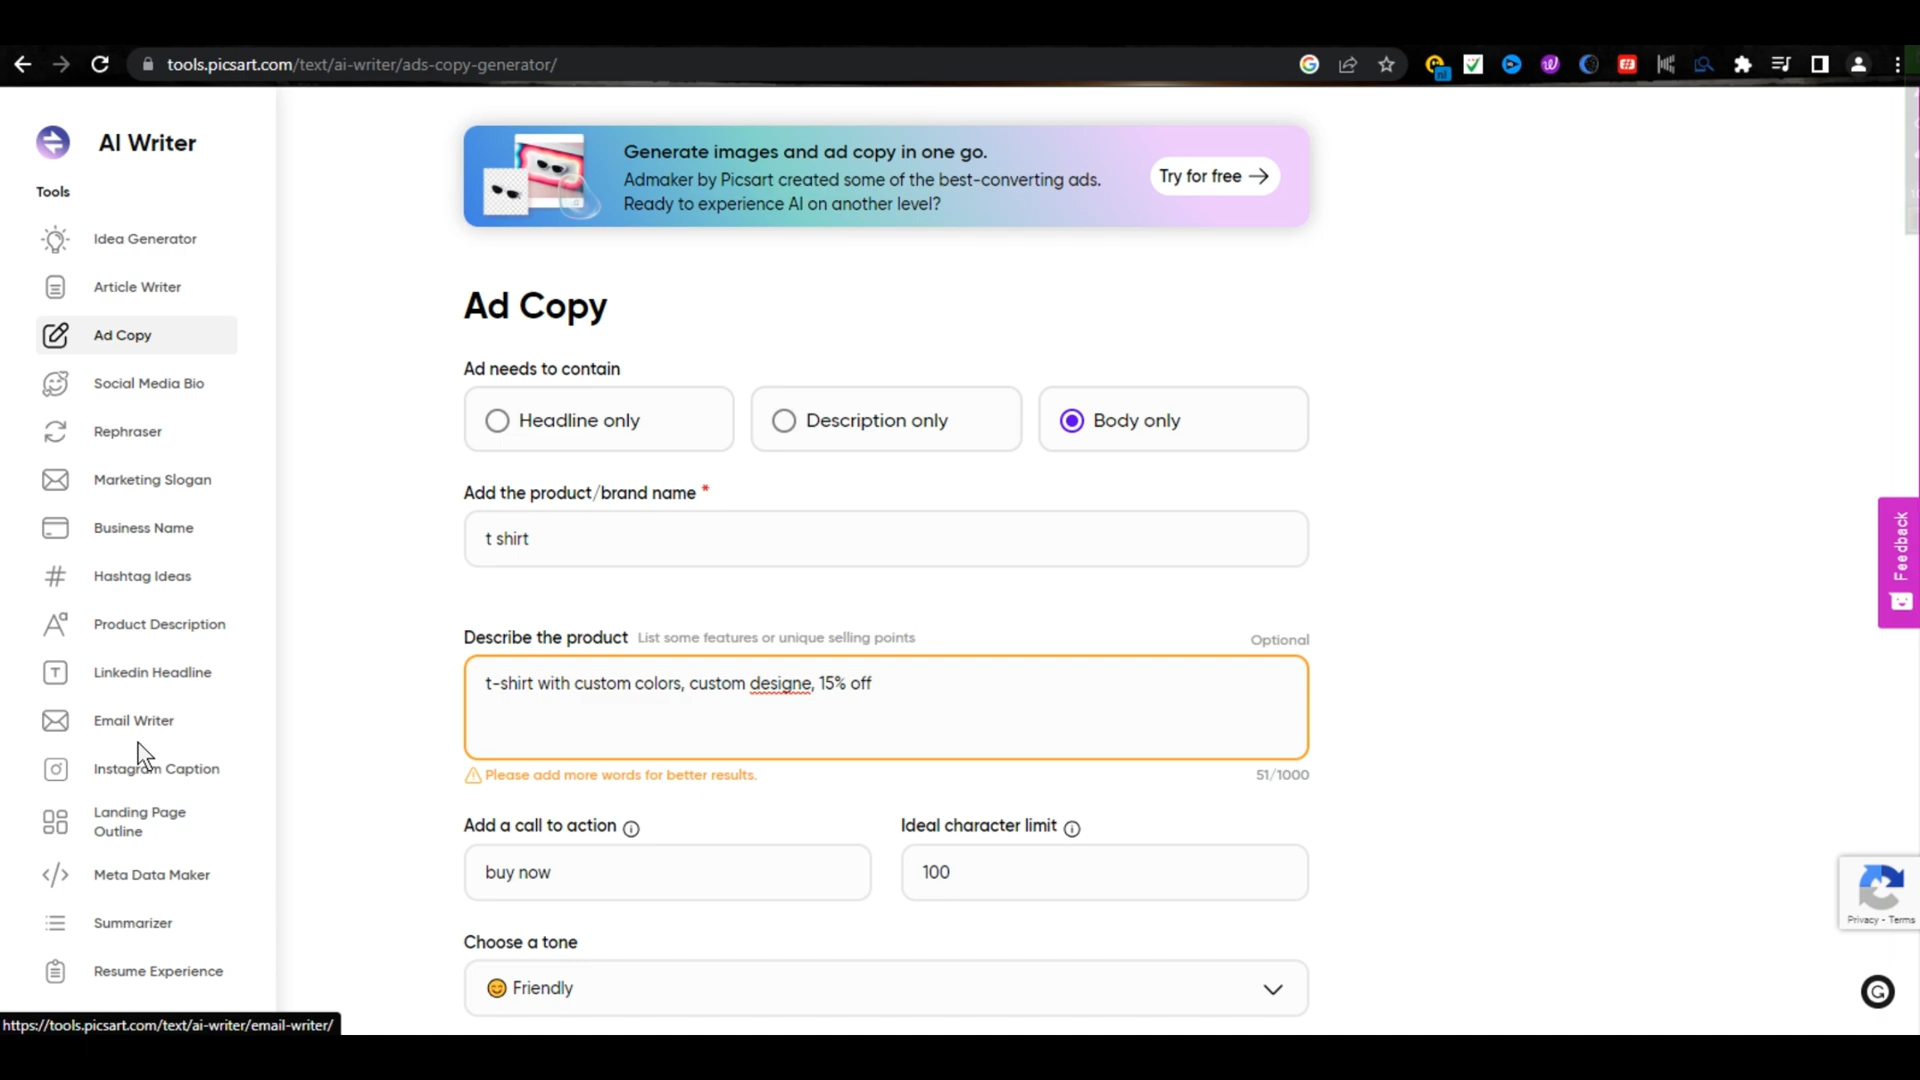 tools.picsart.com/text/ai-writer/ads-copy-generator/
AI Writer
Tools
Idea Generator
Article Writer
Ad Copy
Social Media Bio
Rephraser
Marketing Slogan
Business Name
Hashtag Ideas
Product Description
Linkedin Headline
Email Writer
Instagram Caption
Landing Page
Outline
Meta Data Maker
Summarizer
Resume Experience
https://tools.picsart.com/text/ai-writer/email-writer/
Generate images and ad copy in one go.
Admaker by Picsart created some of the best-converting ads.
Ready to experience AI on another level?
Try for free →
Ad Copy
Ad needs to contain
Headline only
Description only
Body only
Add the product/brand name *
t shirt
Describe the product List some features or unique selling points Optional
t-shirt with custom colors, custom designe, 15% off
Please add more words for better results. 51/1000
Add a call to action
Ideal character limit
buy now
100
Choose a tone
😊 Friendly
Feedback
Privacy - Terms